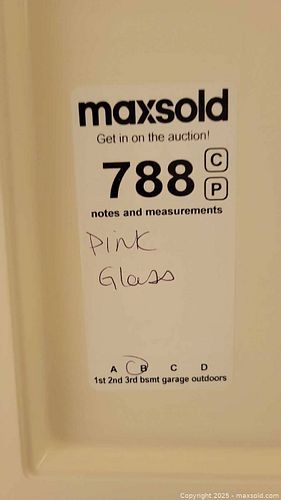 maxsold
Get in on the auction!
788 C
P
notes and measurements
Pink
Glass
A B C D
1st 2nd 3rd bsmt garage outdoors
Copyright 2025 - maxsold.com